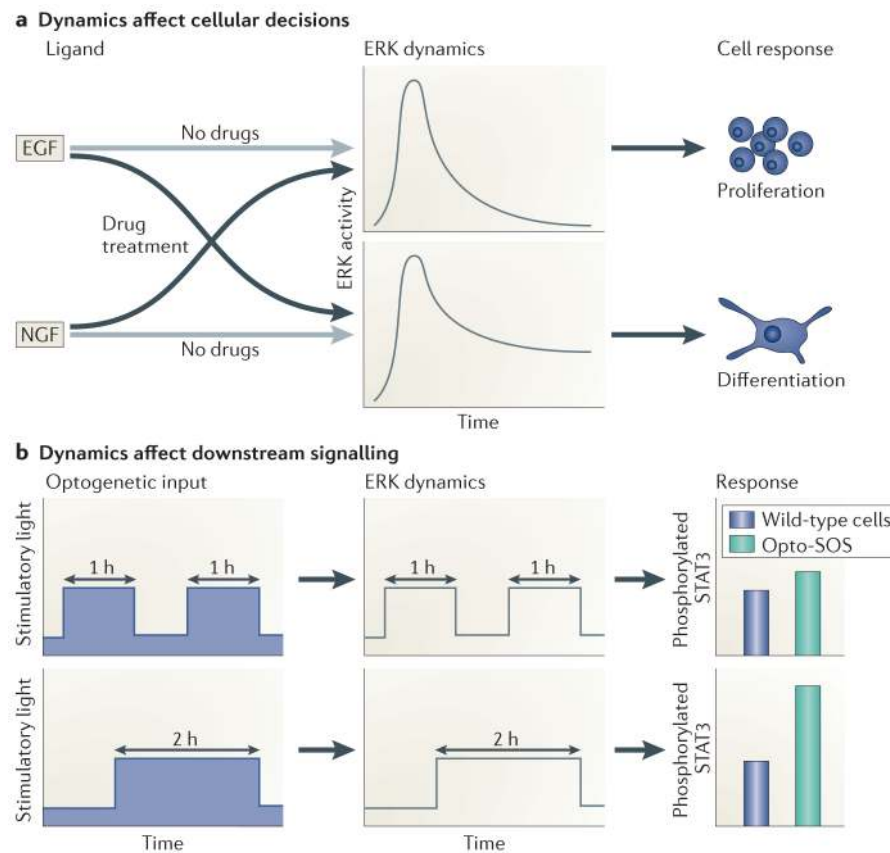 a Dynamics affect cellular decisions
Ligand
ERK dynamics
Cell response
EGF
No drugs
Drug
treatment
NGF
No drugs
ERK activity
Time
Proliferation
Differentiation
b Dynamics affect downstream signalling
Optogenetic input
ERK dynamics
Response
Stimulatory light
1 h
1 h
1 h
1 h
Phosphorylated
STAT3
Wild-type cells
Opto-SOS
Stimulatory light
2 h
2 h
Phosphorylated
STAT3
Time
Time